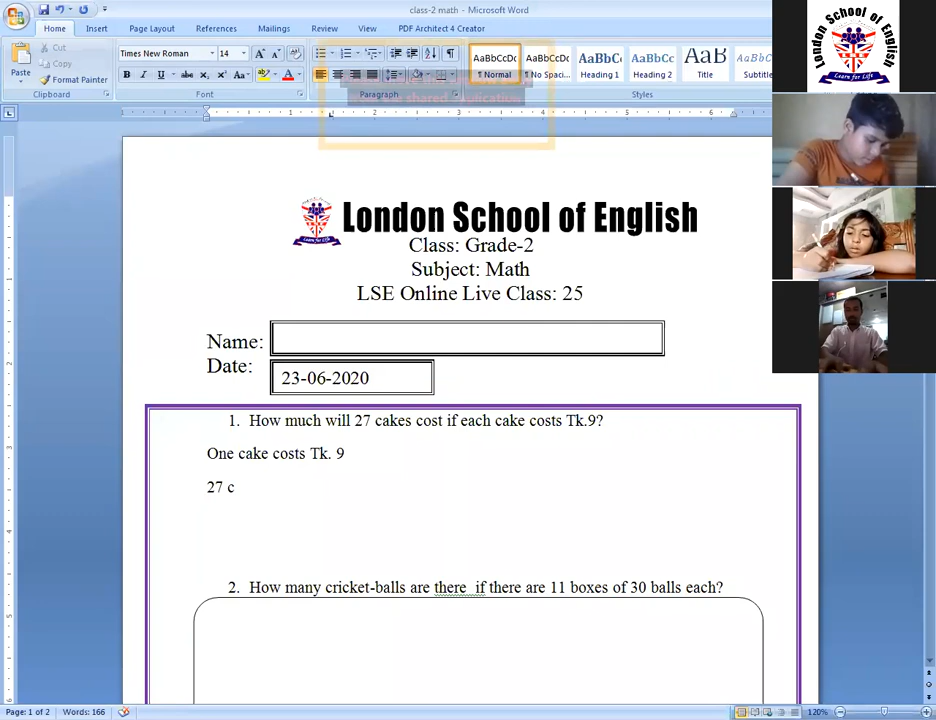 class-2 math - Microsoft Word
Home Insert Page Layout References Mailings Review View PDF Architect 4 Creator
Cut
Copy
Paste
Format Painter
Clipboard
Times New Roman 14
Font
Paragraph
AaBbCcDc AaBbCcDc AaBbC AaBbCc AaB AaBbCcL
¶ Normal ¶ No Spaci... Heading 1 Heading 2 Title Subtitle
Styles
London School of English
Learn for Life
London School of English
Class: Grade-2
Subject: Math
LSE Online Live Class: 25
Name:
Date:
23-06-2020
1. How much will 27 cakes cost if each cake costs Tk.9?
One cake costs Tk. 9
27 c
2. How many cricket-balls are there if there are 11 boxes of 30 balls each?
Page: 1 of 2 Words: 166
120%